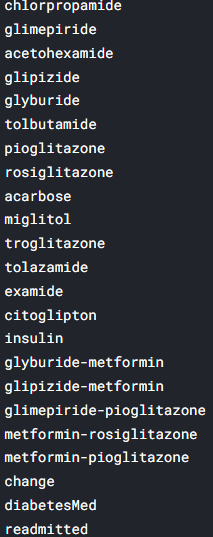 chlorpropamide
glimepiride
acetohexamide
glipizide
glyburide
tolbutamide
pioglitazone
rosiglitazone
acarbose
miglitol
troglitazone
tolazamide
examide
citoglipton
insulin
glyburide-metformin
glipizide-metformin
glimepiride-pioglitazone
metformin-rosiglitazone
metformin-pioglitazone
change
diabetesMed
readmitted